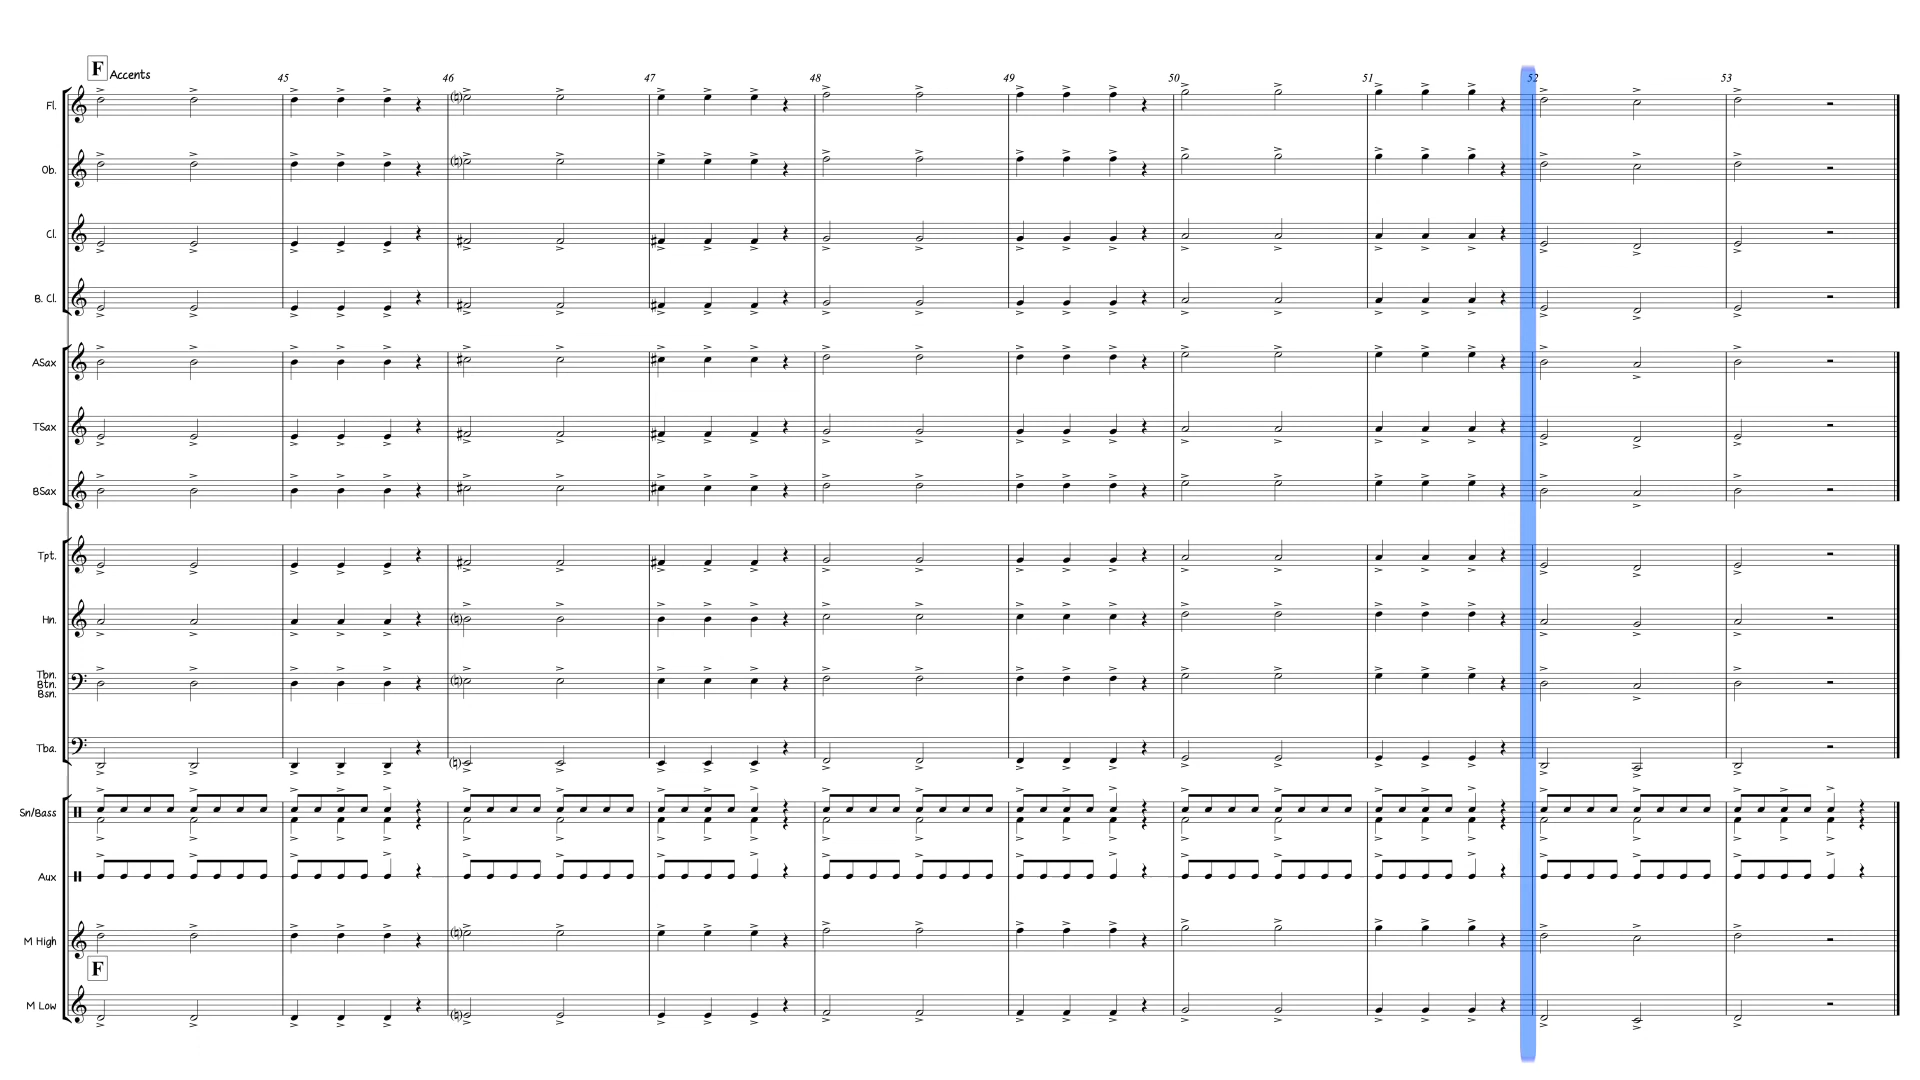 F Accents
45 46 47 48 49 50 51 52 53
Fl.
Ob.
Cl.
B. Cl.
ASax
TSax
BSax
Tpt.
Hn.
Tbn.
Btn.
Bsn.
Tba.
Sn/Bass
Aux
M High
F
M Low